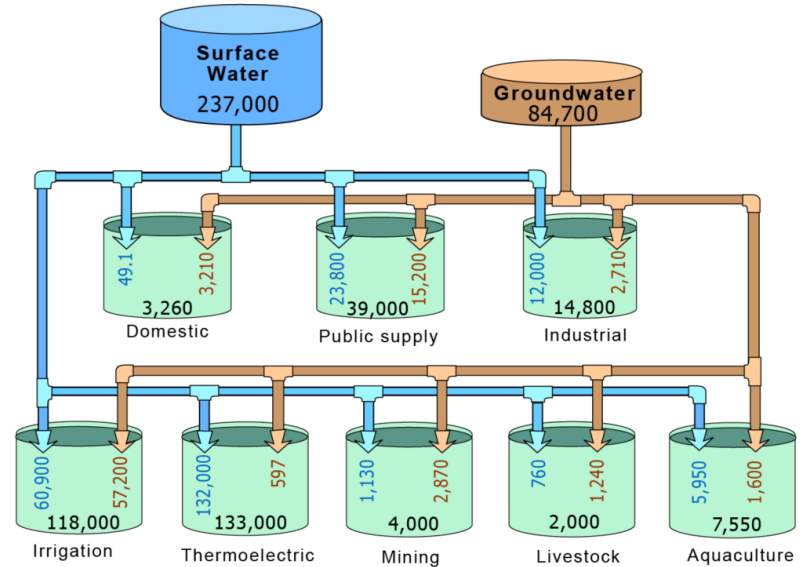 Surface
Water
237,000
Groundwater
84,700
49.1
3,210
3,260
Domestic
23,800
15,200
39,000
Public supply
12,000
2,710
14,800
Industrial
60,900
57,200
118,000
Irrigation
132,000
597
133,000
Thermoelectric
1,130
2,870
4,000
Mining
760
1,240
2,000
Livestock
5,950
1,600
7,550
Aquaculture